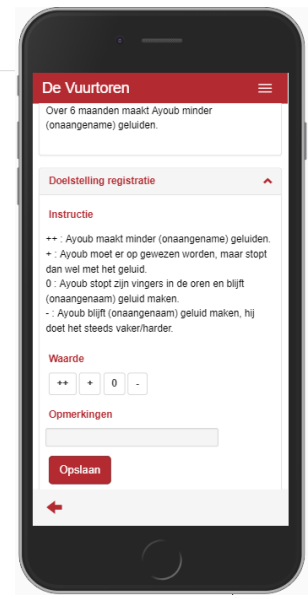 De Vuurtoren
Over 6 maanden maakt Ayoub minder
(onaangename) geluiden.
Doelstelling registratie
Instructie
++ : Ayoub maakt minder (onaangename) geluiden.
+ : Ayoub moet er op gewezen worden, maar stopt
dan wel met het geluid.
0 : Ayoub stopt zijn vingers in de oren en blijft
(onaangenaam) geluid maken.
- : Ayoub blijft (onaangenaam) geluid maken, hij
doet het steeds vaker/harder.
Waarde
++ + 0 -
Opmerkingen
Opslaan